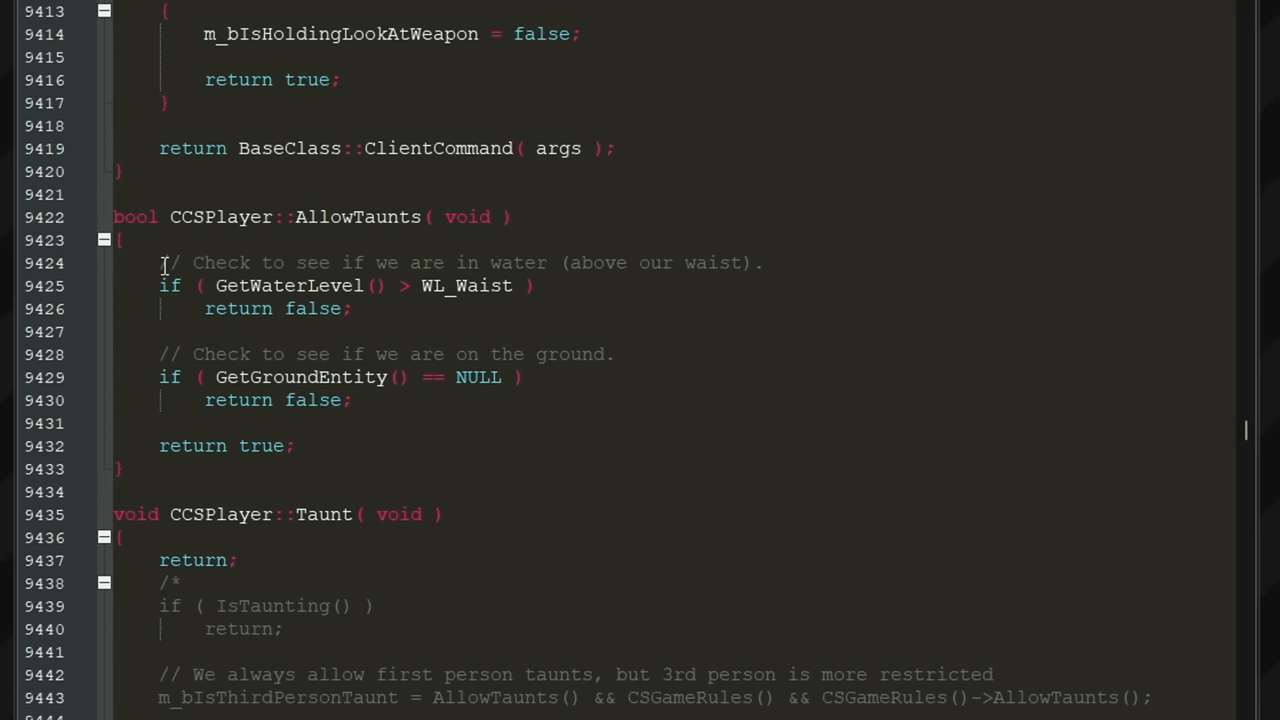 9413 {
9414 m_bIsHoldingLookAtWeapon = false;
9415
9416 return true;
9417 }
9418
9419 return BaseClass::ClientCommand( args );
9420 }
9421
9422 bool CCSPlayer::AllowTaunts( void )
9423 {
9424 // Check to see if we are in water (above our waist).
9425 if ( GetWaterLevel() > WL_Waist )
9426 return false;
9427
9428 // Check to see if we are on the ground.
9429 if ( GetGroundEntity() == NULL )
9430 return false;
9431
9432 return true;
9433 }
9434
9435 void CCSPlayer::Taunt( void )
9436 {
9437 return;
9438 /*
9439 if ( IsTaunting() )
9440 return;
9441
9442 // We always allow first person taunts, but 3rd person is more restricted
9443 m_bIsThirdPersonTaunt = AllowTaunts() && CSGameRules() && CSGameRules()->AllowTaunts();